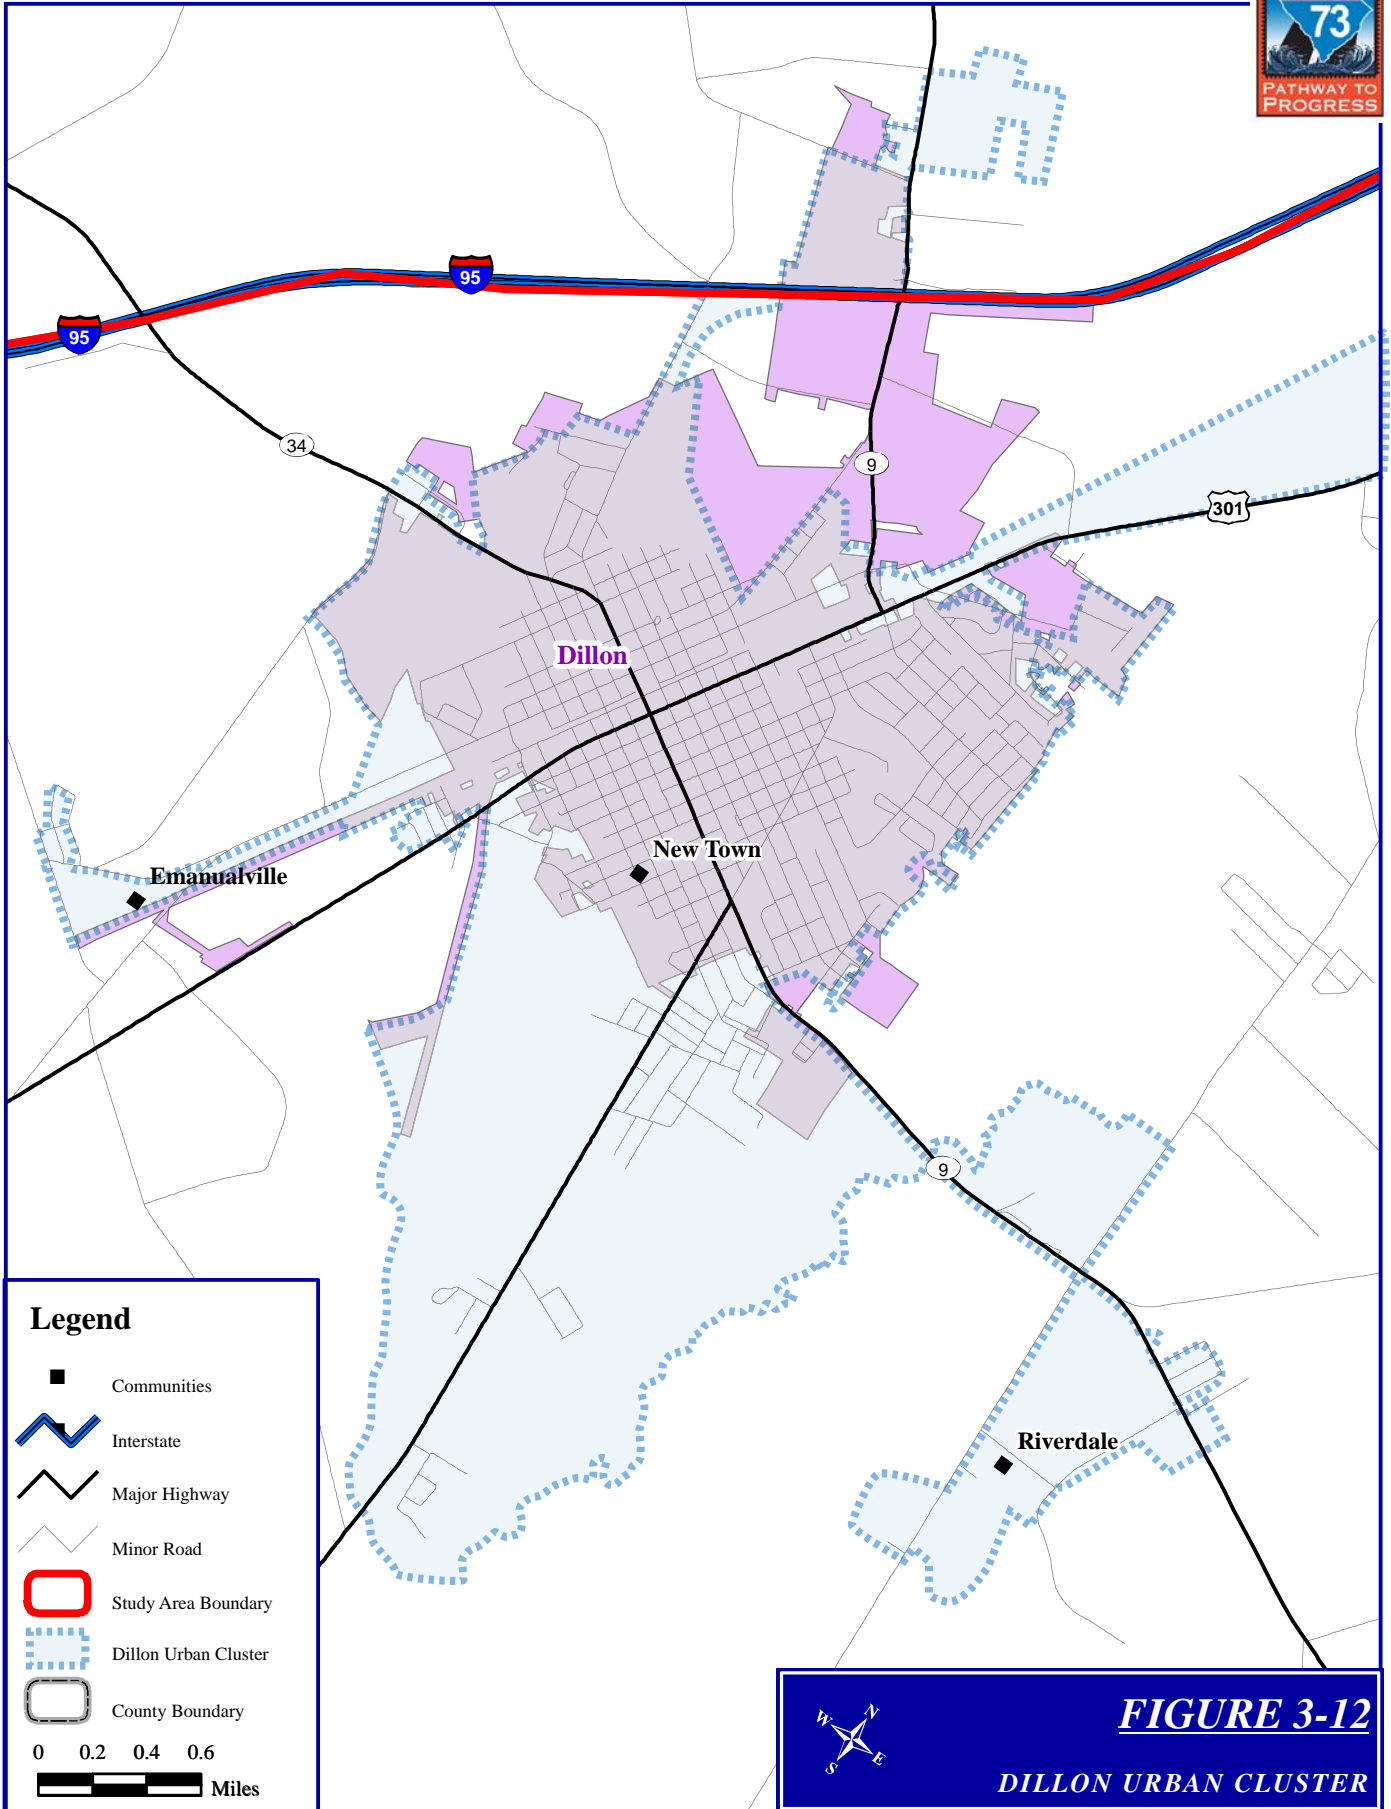 73
PATHWAY TO
PROGRESS
95
95
34
9
301
Dillon
New Town
Emanualville
9
Riverdale
Legend
Communities
Interstate
Major Highway
Minor Road
Study Area Boundary
Dillon Urban Cluster
County Boundary
0 0.2 0.4 0.6
Miles
W N
S E
FIGURE 3-12
DILLON URBAN CLUSTER